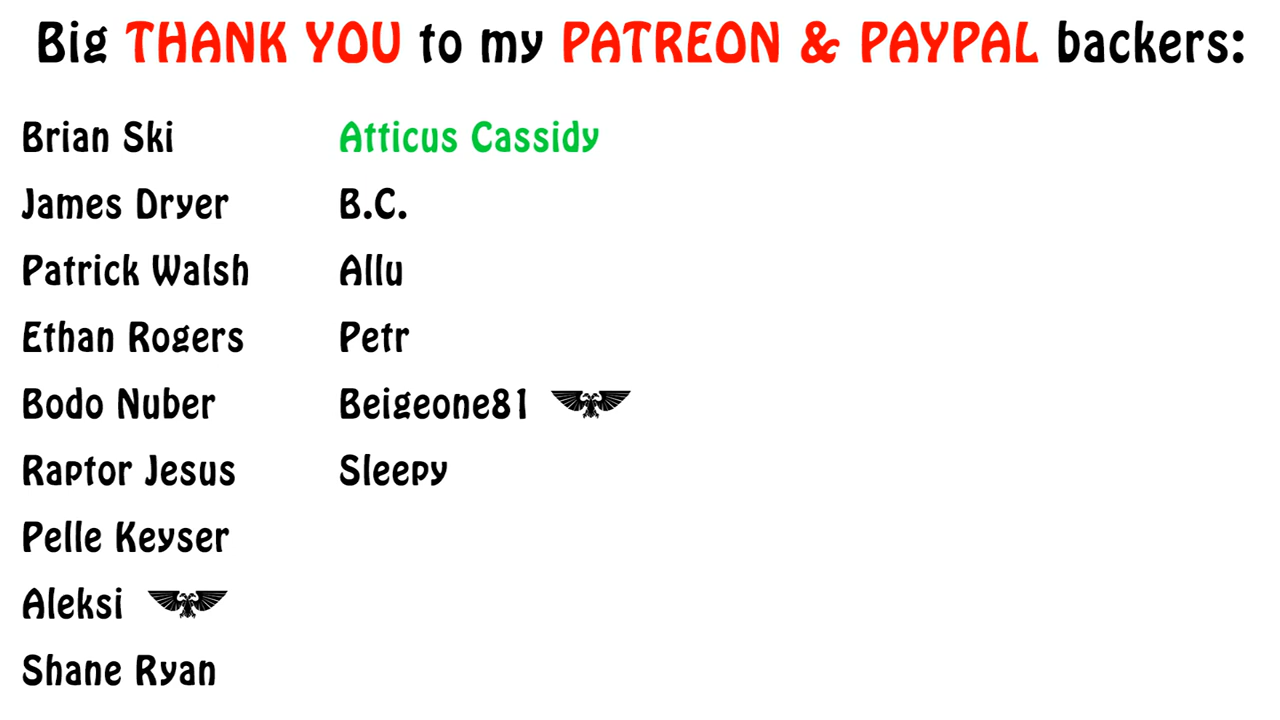 Big THANK YOU to my PATREON & PAYPAL backers:
Brian Ski
James Dryer
Patrick Walsh
Ethan Rogers
Bodo Nuber
Raptor Jesus
Pelle Keyser
Aleksi
Shane Ryan
Atticus Cassidy
B.C.
Allu
Petr
Beigeone81
Sleepy